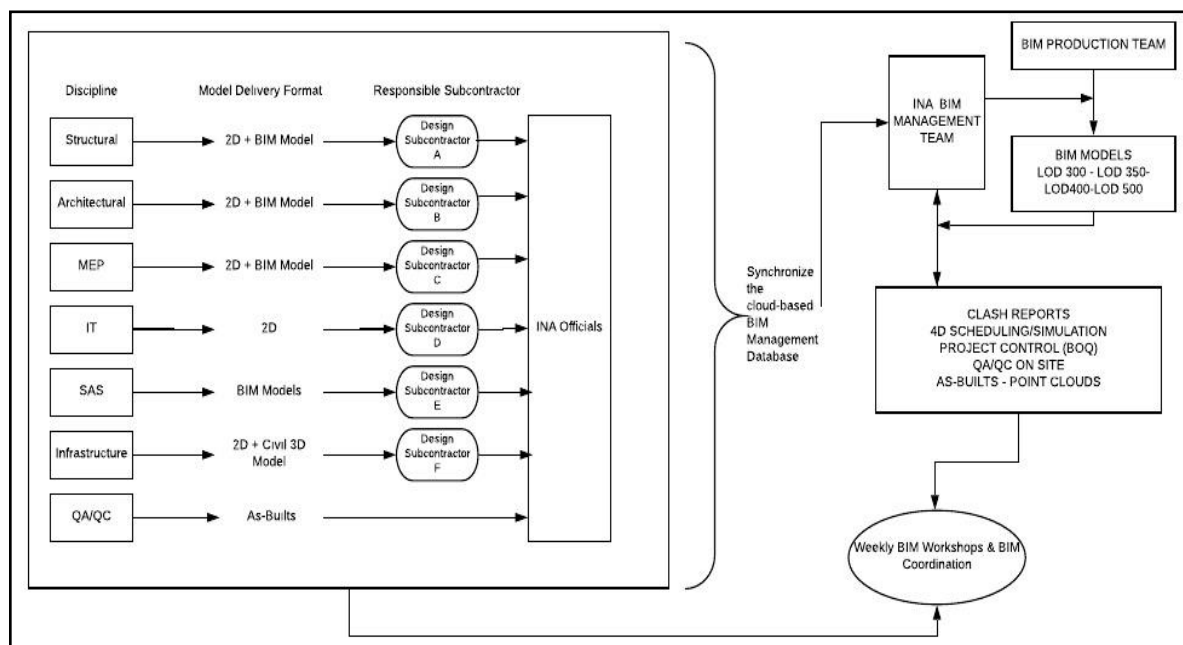 Discipline
Model Delivery Format
Responsible Subcontractor
Structural
2D + BIM Model
Design
Subcontractor
A
Architectural
2D + BIM Model
Design
Subcontractor
B
MEP
2D + BIM Model
Design
Subcontractor
C
IT
2D
Design
Subcontractor
D
SAS
BIM Models
Design
Subcontractor
E
Infrastructure
2D + Civil 3D
Model
Design
Subcontractor
F
QA/QC
As-Builts
INA Officials
Synchronize
the
cloud-based
BIM
Management
Database
INA BIM
MANAGEMENT
TEAM
BIM PRODUCTION TEAM
BIM MODELS
LOD 300 - LOD 350-
LOD400-LOD 500
CLASH REPORTS
4D SCHEDULING/SIMULATION
PROJECT CONTROL (BOQ)
QA/QC ON SITE
AS-BUILTS - POINT CLOUDS
Weekly BIM Workshops & BIM
Coordination